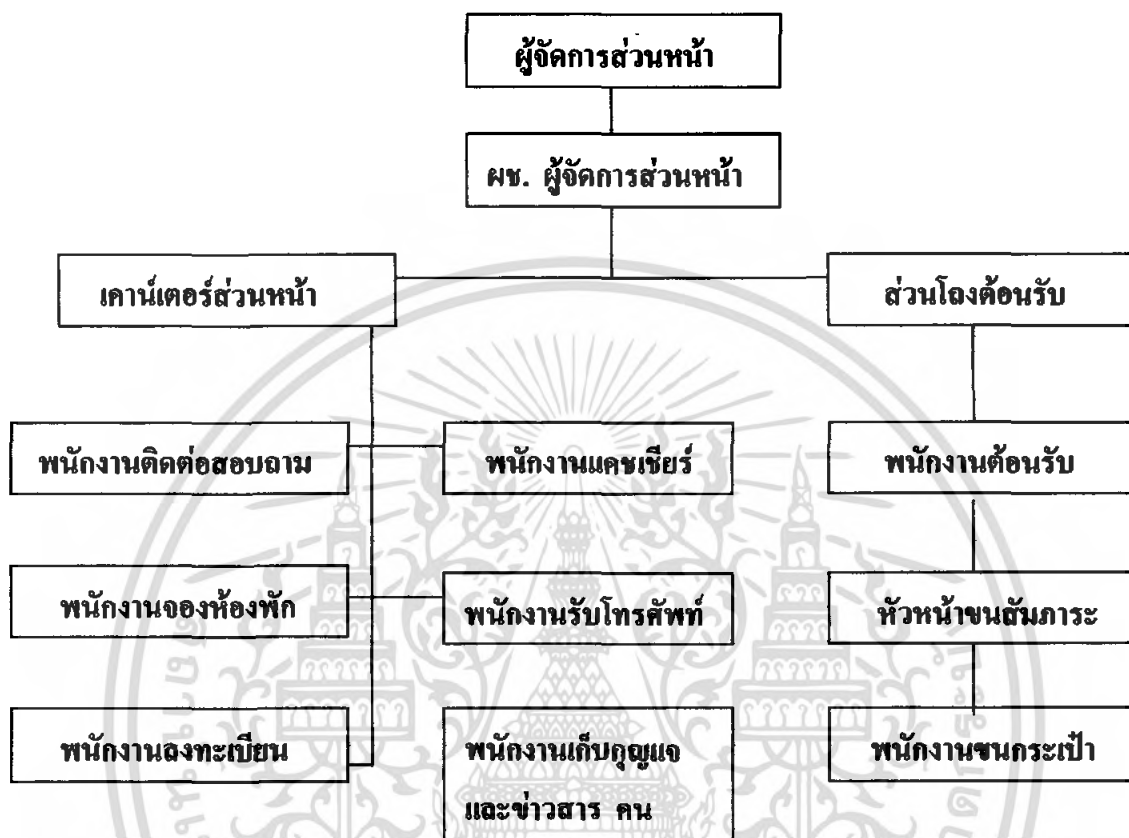 ผู้จัดการส่วนหน้า
ผช. ผู้จัดการส่วนหน้า
เคาน์เตอร์ส่วนหน้า
ส่วนโถงต้อนรับ
พนักงานติดต่อสอบถาม
พนักงานแคชเชียร์
พนักงานต้อนรับ
พนักงานจองห้องพัก
พนักงานรับโทรศัพท์
หัวหน้าขนสัมภาระ
พนักงานลงทะเบียน
พนักงานเก็บกุญแจ
และข่าวสาร คน
พนักงานขนกระเป๋า